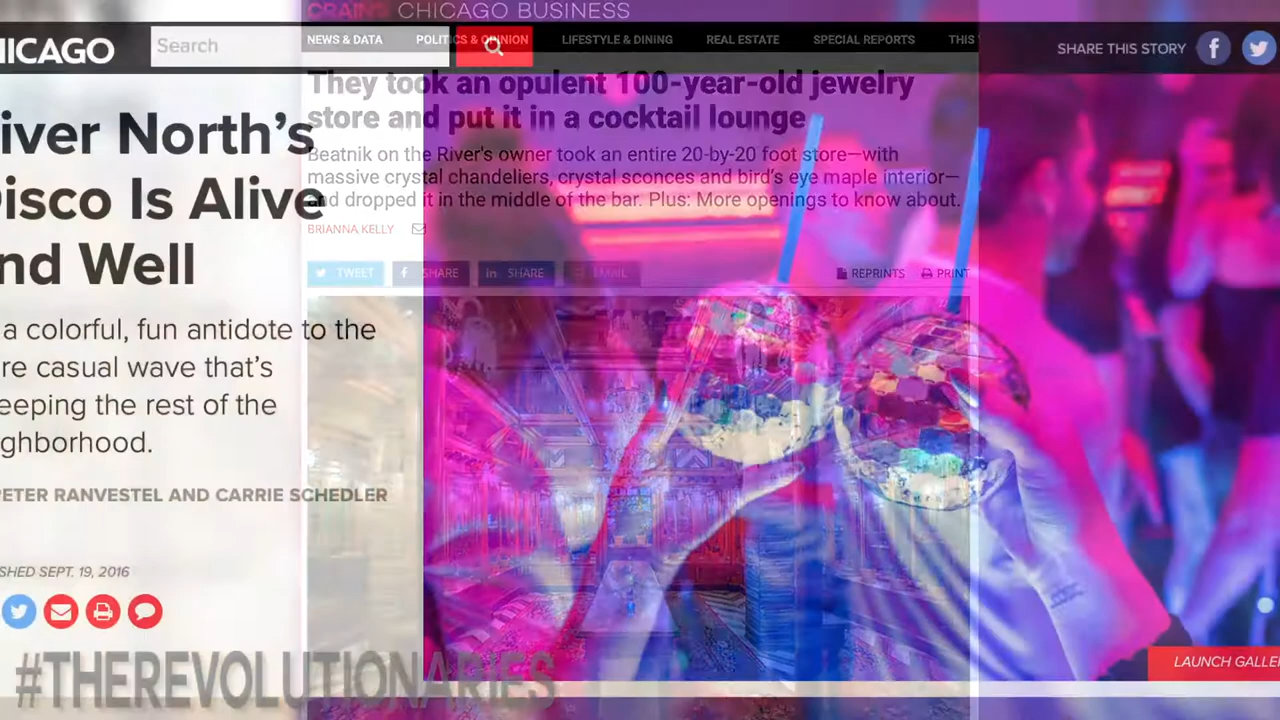 CRAIN'S CHICAGO BUSINESS
HICAGO
Search
NEWS & DATA POLITICS & OPINION LIFESTYLE & DINING REAL ESTATE SPECIAL REPORTS THIS
SHARE THIS STORY
They took an opulent 100-year-old jewelry
store and put it in a cocktail lounge
Beatnik on the River's owner took an entire 20-by-20 foot store—with
massive crystal chandeliers, crystal sconces and bird's eye maple interior—
and dropped it in the middle of the bar. Plus: More openings to know about.
BRIANNA KELLY
TWEET SHARE SHARE EMAIL REPRINTS PRINT
iver North's
isco Is Alive
nd Well
a colorful, fun antidote to the
re casual wave that's
eeping the rest of the
ghborhood.
PETER RANVESTEL AND CARRIE SCHEDLER
SHED SEPT. 19, 2016
#THEREVOLUTIONARIES
LAUNCH GALLE